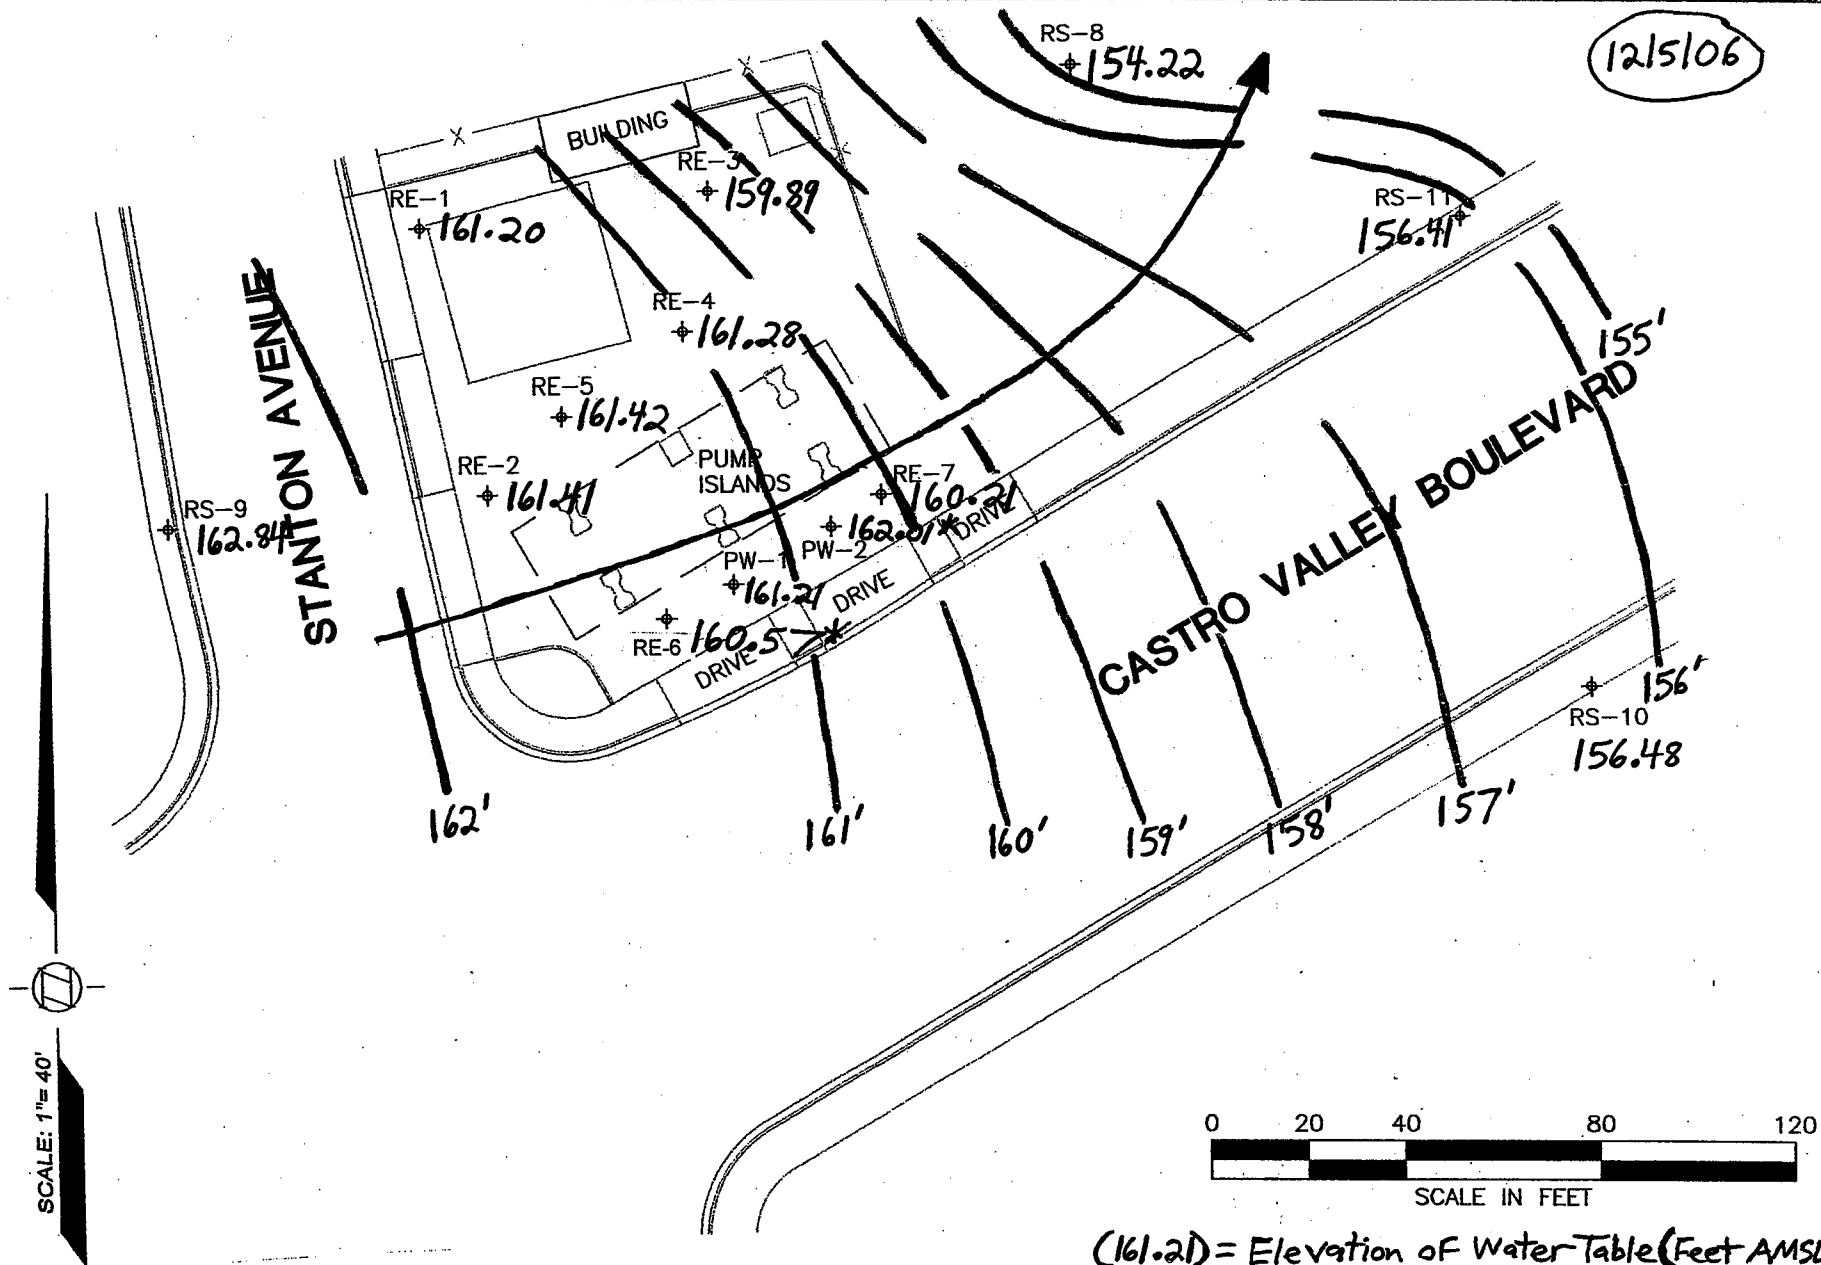 RS-8
154.22
12/5/06
BUILDING
RE-3
159.89
RE-1
161.20
RS-11
156.41
RE-4
161.28
155'
RE-5
161.42
STANTON AVENUE
PUMP
ISLANDS
RE-2
161.41
RE-7
160.21
RS-9
162.84
PW-2
162.01*
DRIVE
PW-1
161.21
DRIVE
RE-6
160.57*
DRIVE
CASTRO VALLEY BOULEVARD
156'
RS-10
156.48
162'
161'
160'
159'
158'
157'
SCALE: 1"= 40'
0 20 40 80 120
SCALE IN FEET
(161.21) = Elevation of Water Table (Feet AMSL